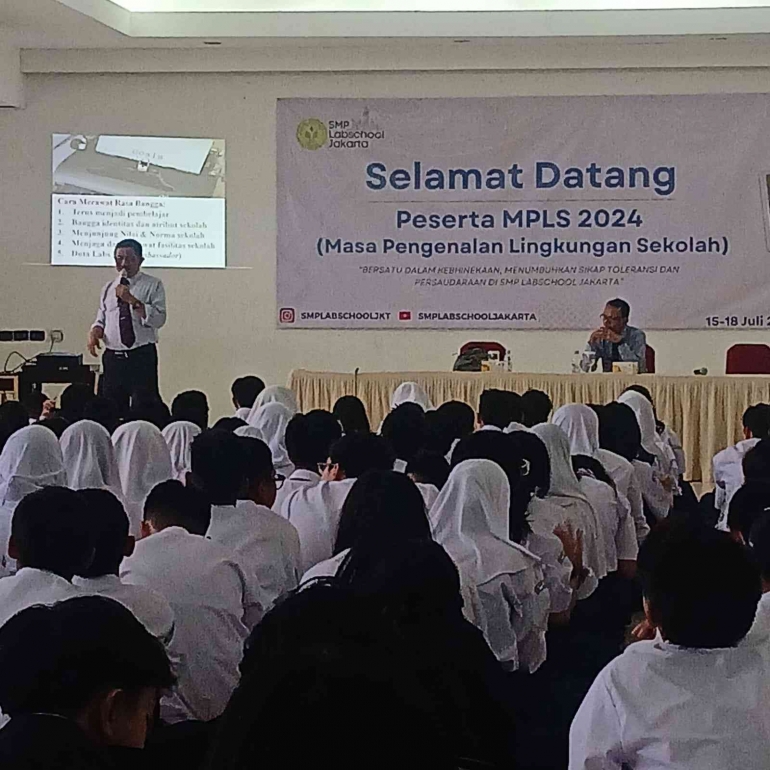 Cara Merawat Rasa Bangga:
1. Terus menjadi pembelajar
2. Bangga identitas dan atribut sekolah
3. Menjunjung Nilai & Norma sekolah
4. Menjaga dan wat fasilitas sekolah
5. Duta Labs
SMP
Labschool
Jakarta
Selamat Datang
Peserta MPLS 2024
(Masa Pengenalan Lingkungan Sekolah)
"BERSATU DALAM KEBHINEKAAN, MENUMBUHKAN SIKAP TOLERANSI DAN
PERSAUDARAAN DI SMP LABSCHOOL JAKARTA"
SMPLABSCHOOLJKT SMPLABSCHOOLJAKARTA
15-18 Juli 2